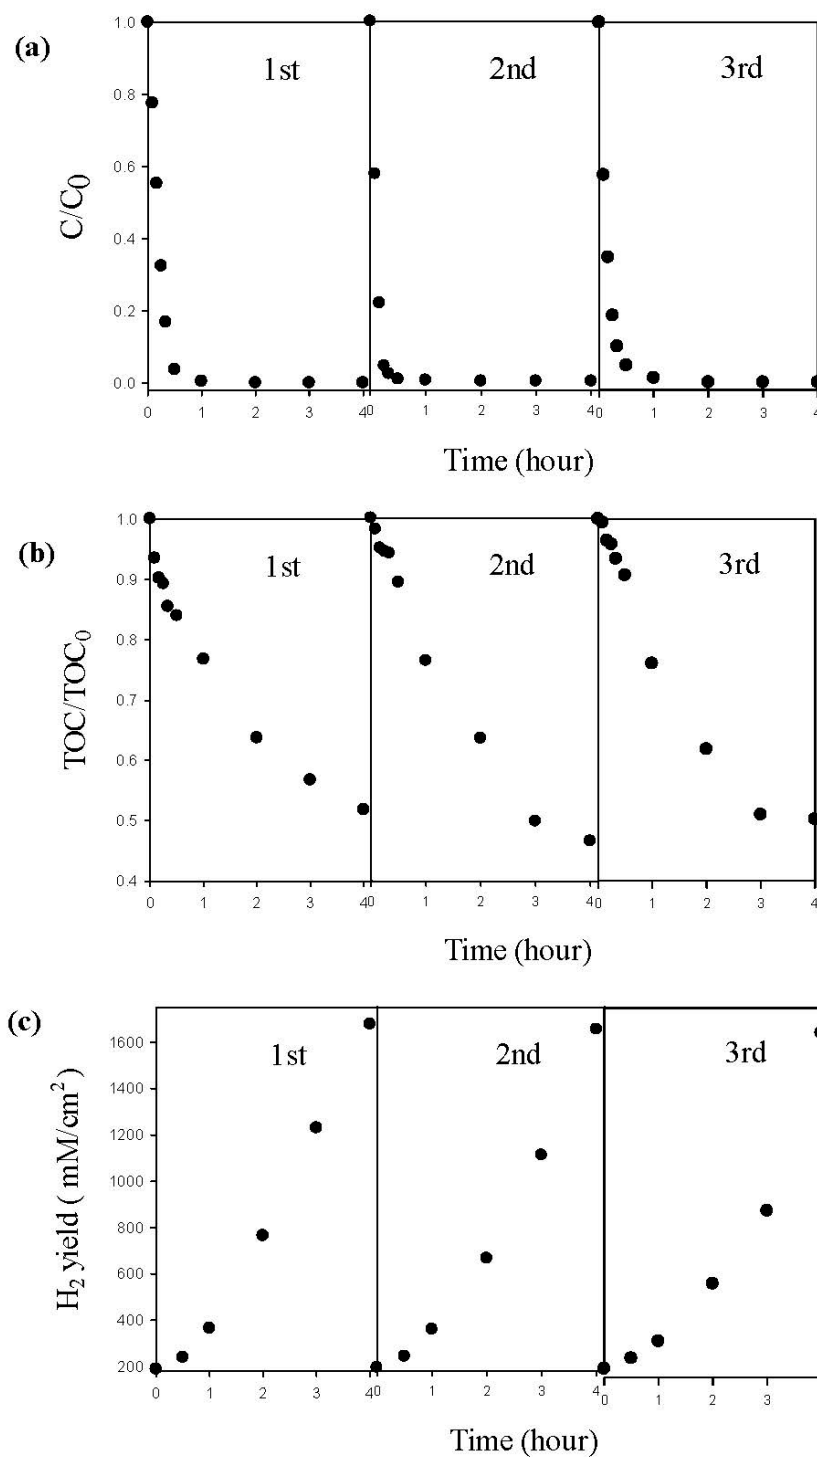 (a)
1st 2nd 3rd
C/C0
1.0
0.8
0.6
0.4
0.2
0.0
0 1 2 3 4 0 1 2 3 4 0 1 2 3 4
Time (hour)
(b)
1st 2nd 3rd
TOC/TOC0
1.0
0.9
0.8
0.7
0.6
0.5
0.4
0 1 2 3 4 0 1 2 3 4 0 1 2 3 4
Time (hour)
(c)
1st 2nd 3rd
H2 yield ( mM/cm2)
1600
1400
1200
1000
800
600
400
200
0 1 2 3 4 0 1 2 3 4 0 1 2 3
Time (hour)